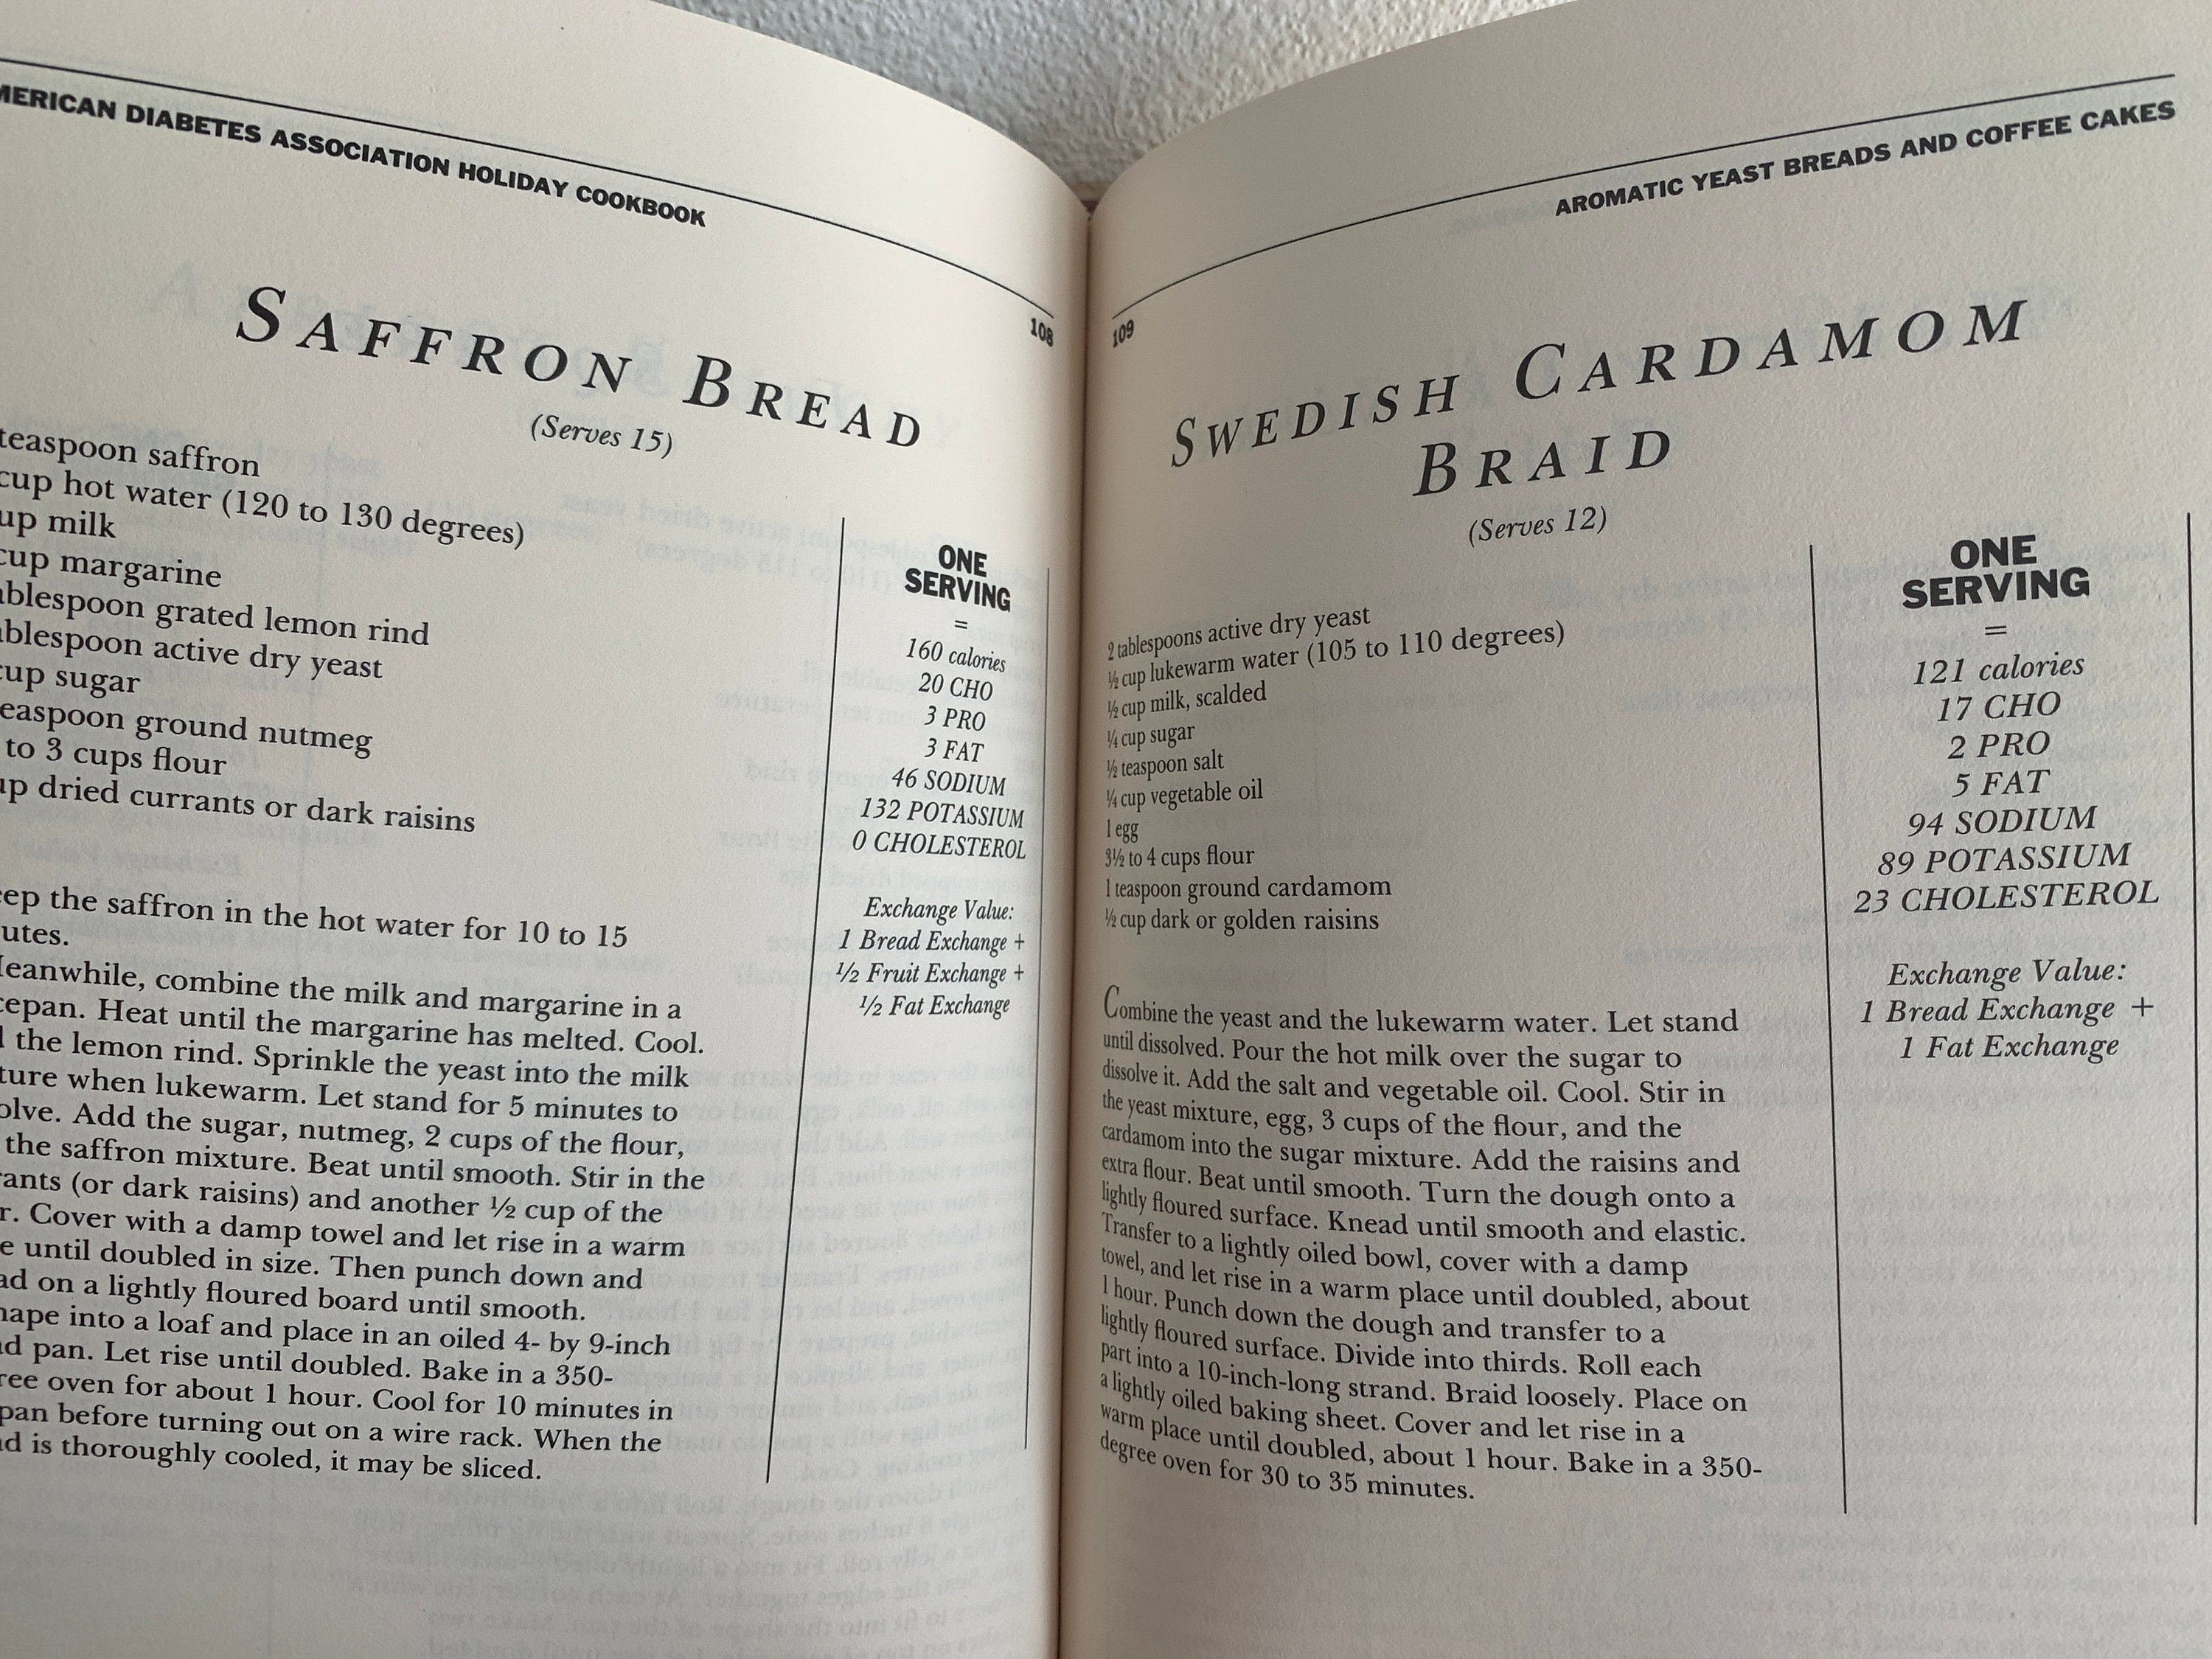 AMERICAN DIABETES ASSOCIATION HOLIDAY COOKBOOK
108
SAFFRON BREAD
(Serves 15)
teaspoon saffron
cup hot water (120 to 130 degrees)
cup milk
cup margarine
tablespoon grated lemon rind
tablespoon active dry yeast
cup sugar
teaspoon ground nutmeg
to 3 cups flour
cup dried currants or dark raisins
ONE
SERVING
=
160 calories
20 CHO
3 PRO
3 FAT
46 SODIUM
132 POTASSIUM
0 CHOLESTEROL
Exchange Value:
1 Bread Exchange +
½ Fruit Exchange +
½ Fat Exchange
the saffron in the hot water for 10 to 15
Meanwhile, combine the milk and margarine in a
Heat until the margarine has melted. Cool.
the lemon rind. Sprinkle the yeast into the milk
when lukewarm. Let stand for 5 minutes to
Add the sugar, nutmeg, 2 cups of the flour,
the saffron mixture. Beat until smooth. Stir in the
(or dark raisins) and another ½ cup of the
Cover with a damp towel and let rise in a warm
until doubled in size. Then punch down and
on a lightly floured board until smooth.
into a loaf and place in an oiled 4- by 9-inch
pan. Let rise until doubled. Bake in a 350-
oven for about 1 hour. Cool for 10 minutes in
pan before turning out on a wire rack. When the
is thoroughly cooled, it may be sliced.
AROMATIC YEAST BREADS AND COFFEE CAKES
109
SWEDISH CARDAMOM
BRAID
(Serves 12)
2 tablespoons active dry yeast
½ cup lukewarm water (105 to 110 degrees)
½ cup milk, scalded
¼ cup sugar
½ teaspoon salt
¼ cup vegetable oil
1 egg
3½ to 4 cups flour
1 teaspoon ground cardamom
½ cup dark or golden raisins
ONE
SERVING
=
121 calories
17 CHO
2 PRO
5 FAT
94 SODIUM
89 POTASSIUM
23 CHOLESTEROL
Exchange Value:
1 Bread Exchange +
1 Fat Exchange
Combine the yeast and the lukewarm water. Let stand
until dissolved. Pour the hot milk over the sugar to
dissolve it. Add the salt and vegetable oil. Cool. Stir in
the yeast mixture, egg, 3 cups of the flour, and the
cardamom into the sugar mixture. Add the raisins and
extra flour. Beat until smooth. Turn the dough onto a
lightly floured surface. Knead until smooth and elastic.
Transfer to a lightly oiled bowl, cover with a damp
towel, and let rise in a warm place until doubled, about
1 hour. Punch down the dough and transfer to a
lightly floured surface. Divide into thirds. Roll each
part into a 10-inch-long strand. Braid loosely. Place on
a lightly oiled baking sheet. Cover and let rise in a
warm place until doubled, about 1 hour. Bake in a 350-
degree oven for 30 to 35 minutes.